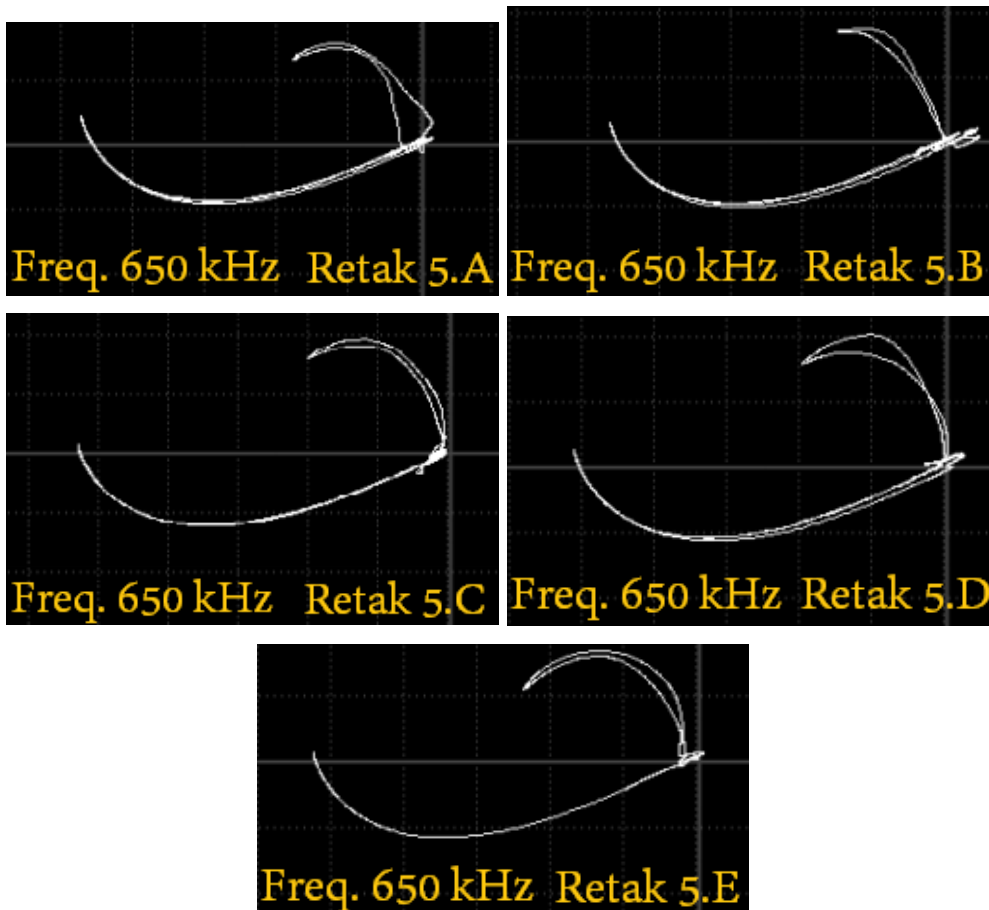 Freq. 650 kHz Retak 5.A
Freq. 650 kHz Retak 5.B
Freq. 650 kHz Retak 5.C
Freq. 650 kHz Retak 5.D
Freq. 650 kHz Retak 5.E